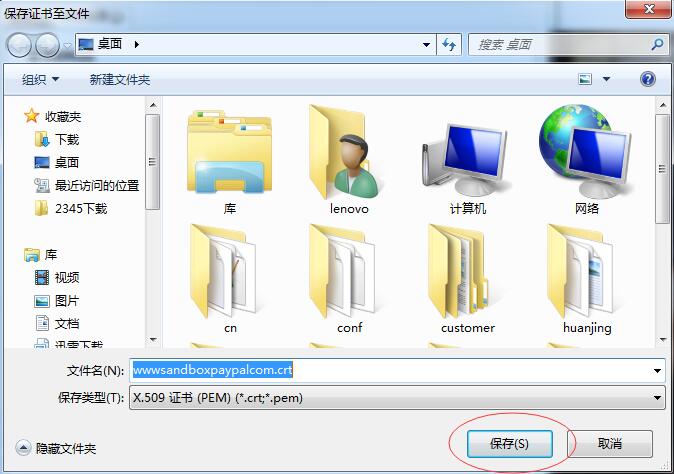 保存证书至文件
桌面
搜索 桌面
组织 新建文件夹
收藏夹
下载
桌面
最近访问的位置
2345下载
库
视频
图片
文档
迅雷下载
库 lenovo 计算机 网络
cn conf customer huanjing
文件名(N): wwwsandboxpaypalcom.crt
保存类型(T): X.509 证书 (PEM) (*.crt;*.pem)
隐藏文件夹 保存(S) 取消